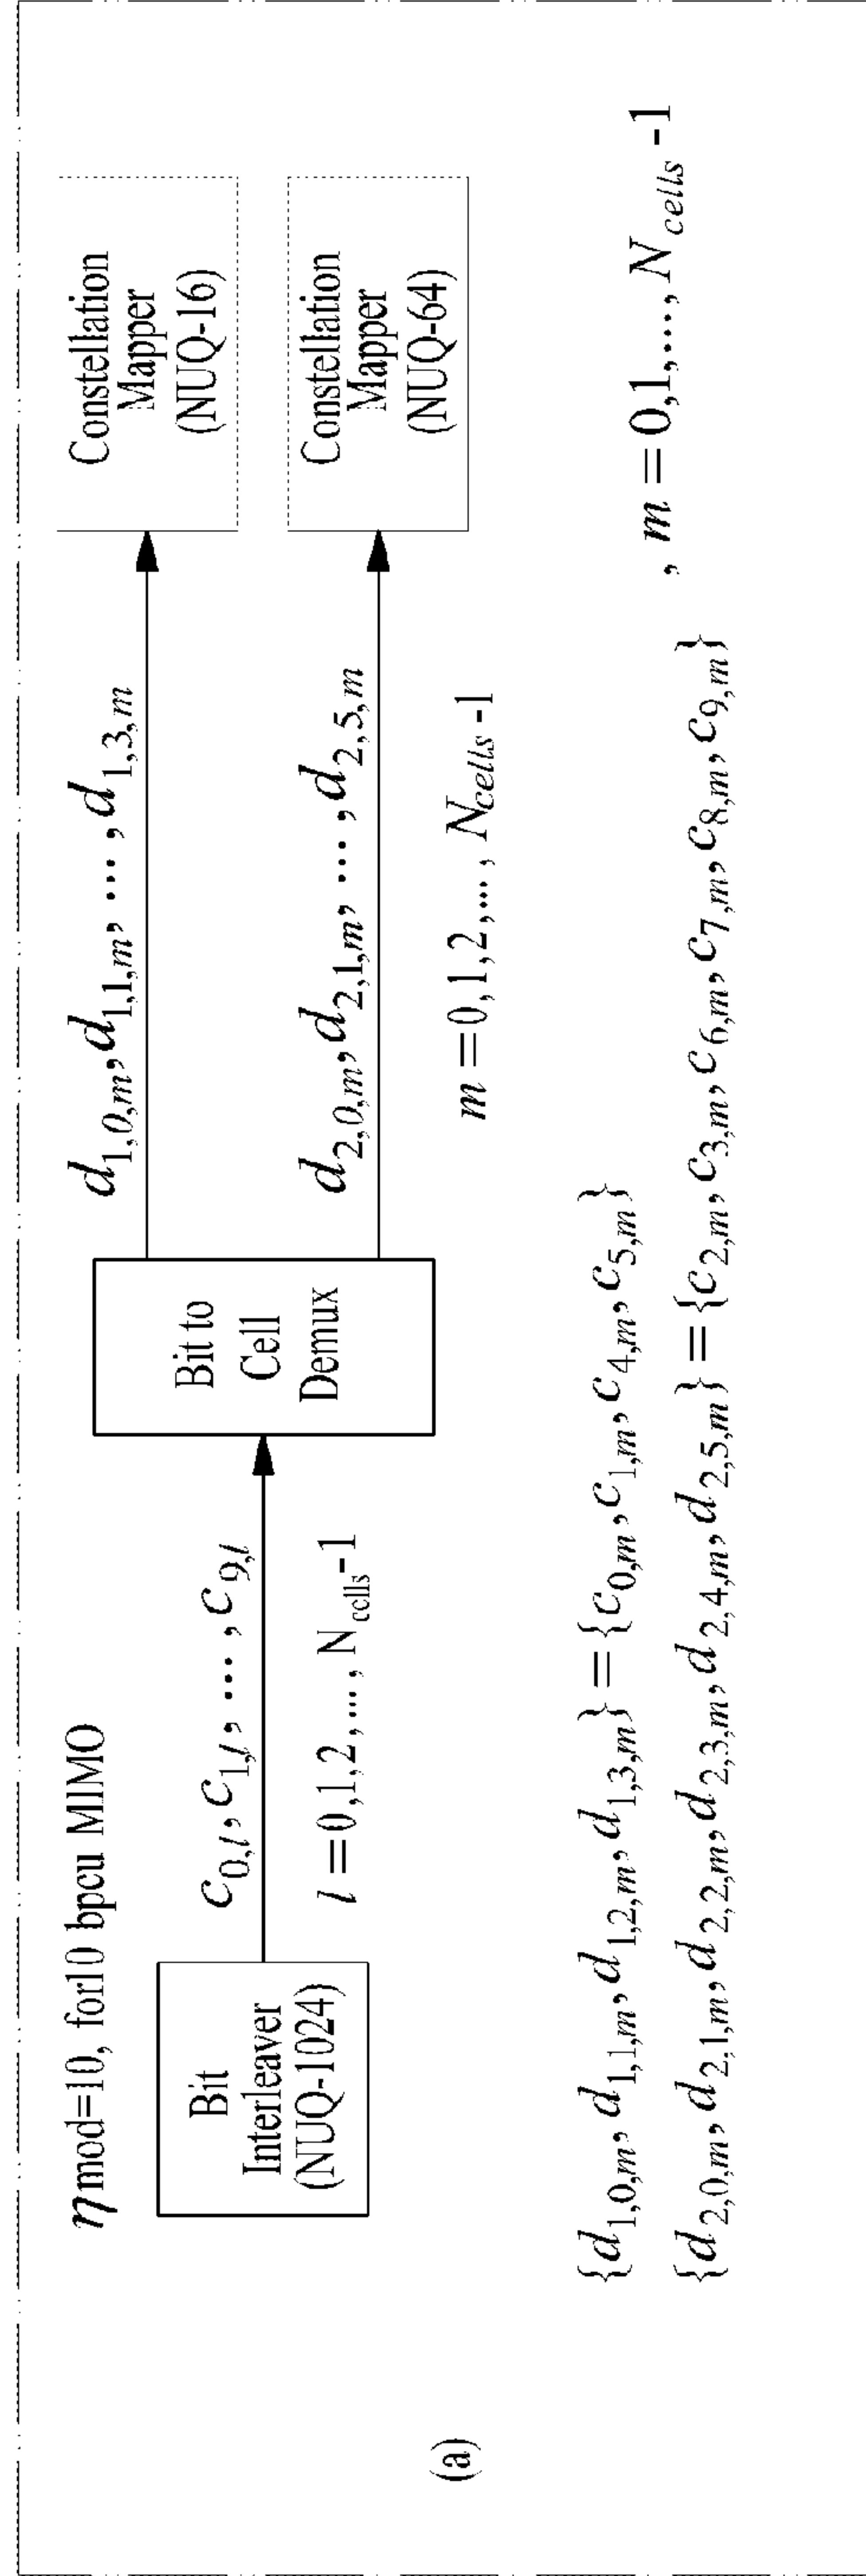 (a)
ηmod=10, for10 bpcu MIMO
Bit
Interleaver
(NUQ-1024)
c0,l, c1,l, ..., c9,l
l = 0,1,2,..., Ncells-1
Bit to
Cell
Demux
d1,0,m, d1,1,m, ..., d1,3,m
d2,0,m, d2,1,m, ..., d2,5,m
m = 0,1,2,..., Ncells-1
Constellation
Mapper
(NUQ-16)
Constellation
Mapper
(NUQ-64)
{d1,0,m, d1,1,m, d1,2,m, d1,3,m} = {c0,m, c1,m, c4,m, c5,m}
{d2,0,m, d2,1,m, d2,2,m, d2,3,m, d2,4,m, d2,5,m} = {c2,m, c3,m, c6,m, c7,m, c8,m, c9,m}
, m = 0,1,..., Ncells-1